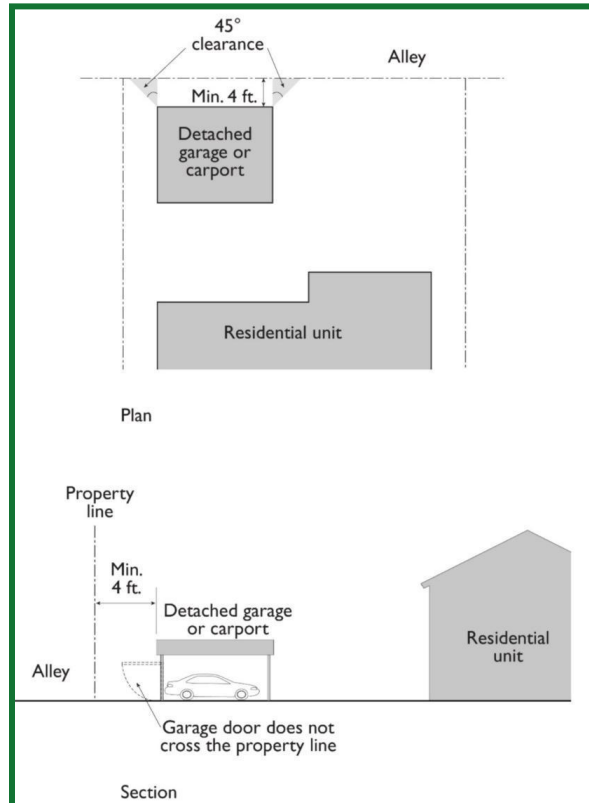 45°
clearance
Alley
Min. 4 ft.
Detached
garage or
carport
Residential unit
Plan
Property
line
Min.
4 ft.
Detached garage
or carport
Residential
unit
Alley
Garage door does not
cross the property line
Section